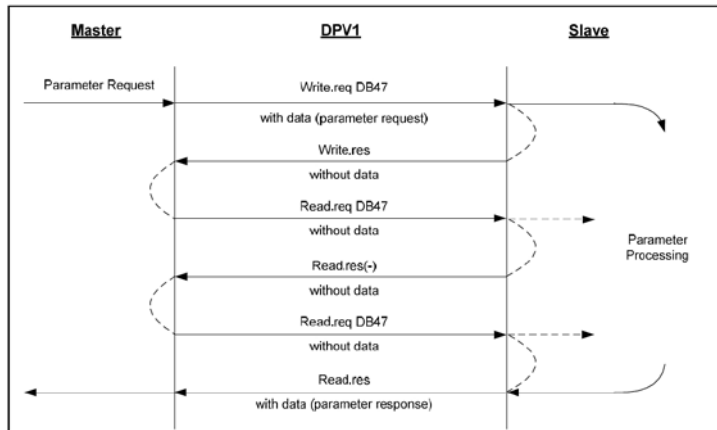 Master DPV1 Slave
Parameter Request
Write.req DB47
with data (parameter request)
Write.res
without data
Read.req DB47
without data
Parameter
Processing
Read.res(-)
without data
Read.req DB47
without data
Read.res
with data (parameter response)